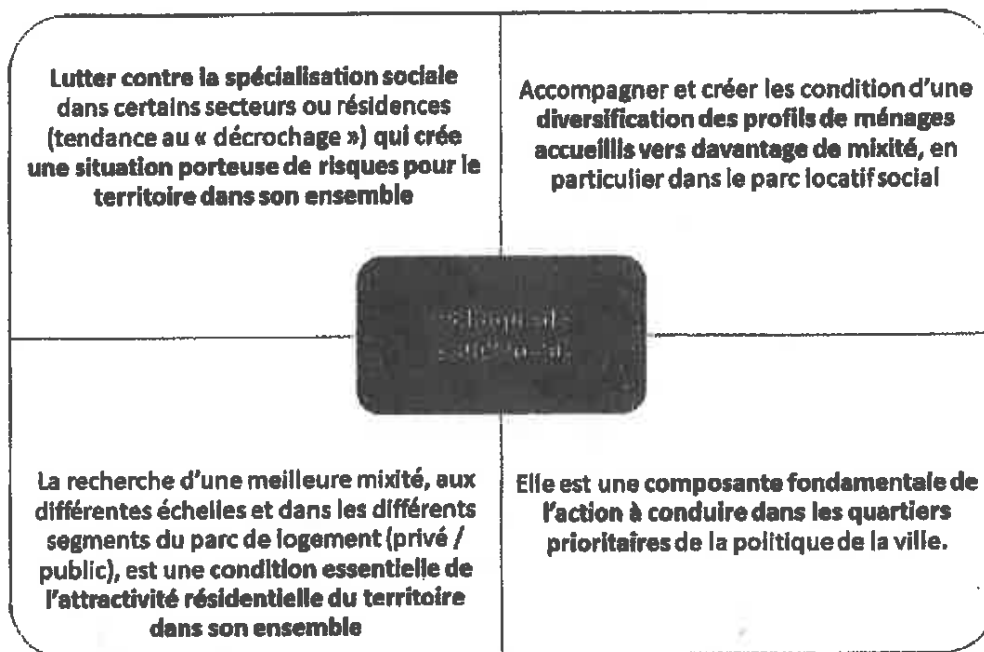 Lutter contre la spécialisation sociale
dans certains secteurs ou résidences
(tendance au « décrochage ») qui crée
une situation porteuse de risques pour le
territoire dans son ensemble
Accompagner et créer les condition d'une
diversification des profils de ménages
accueillis vers davantage de mixité, en
particulier dans le parc locatif social
La recherche d'une meilleure mixité, aux
différentes échelles et dans les différents
segments du parc de logement (privé /
public), est une condition essentielle de
l'attractivité résidentielle du territoire
dans son ensemble
Elle est une composante fondamentale de
l'action à conduire dans les quartiers
prioritaires de la politique de la ville.